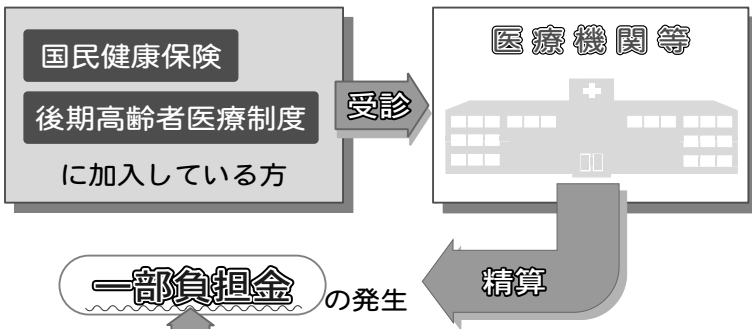 国民健康保険
後期高齢者医療制度
に加入している方
受診
医療機関等
精算
一部負担金の発生